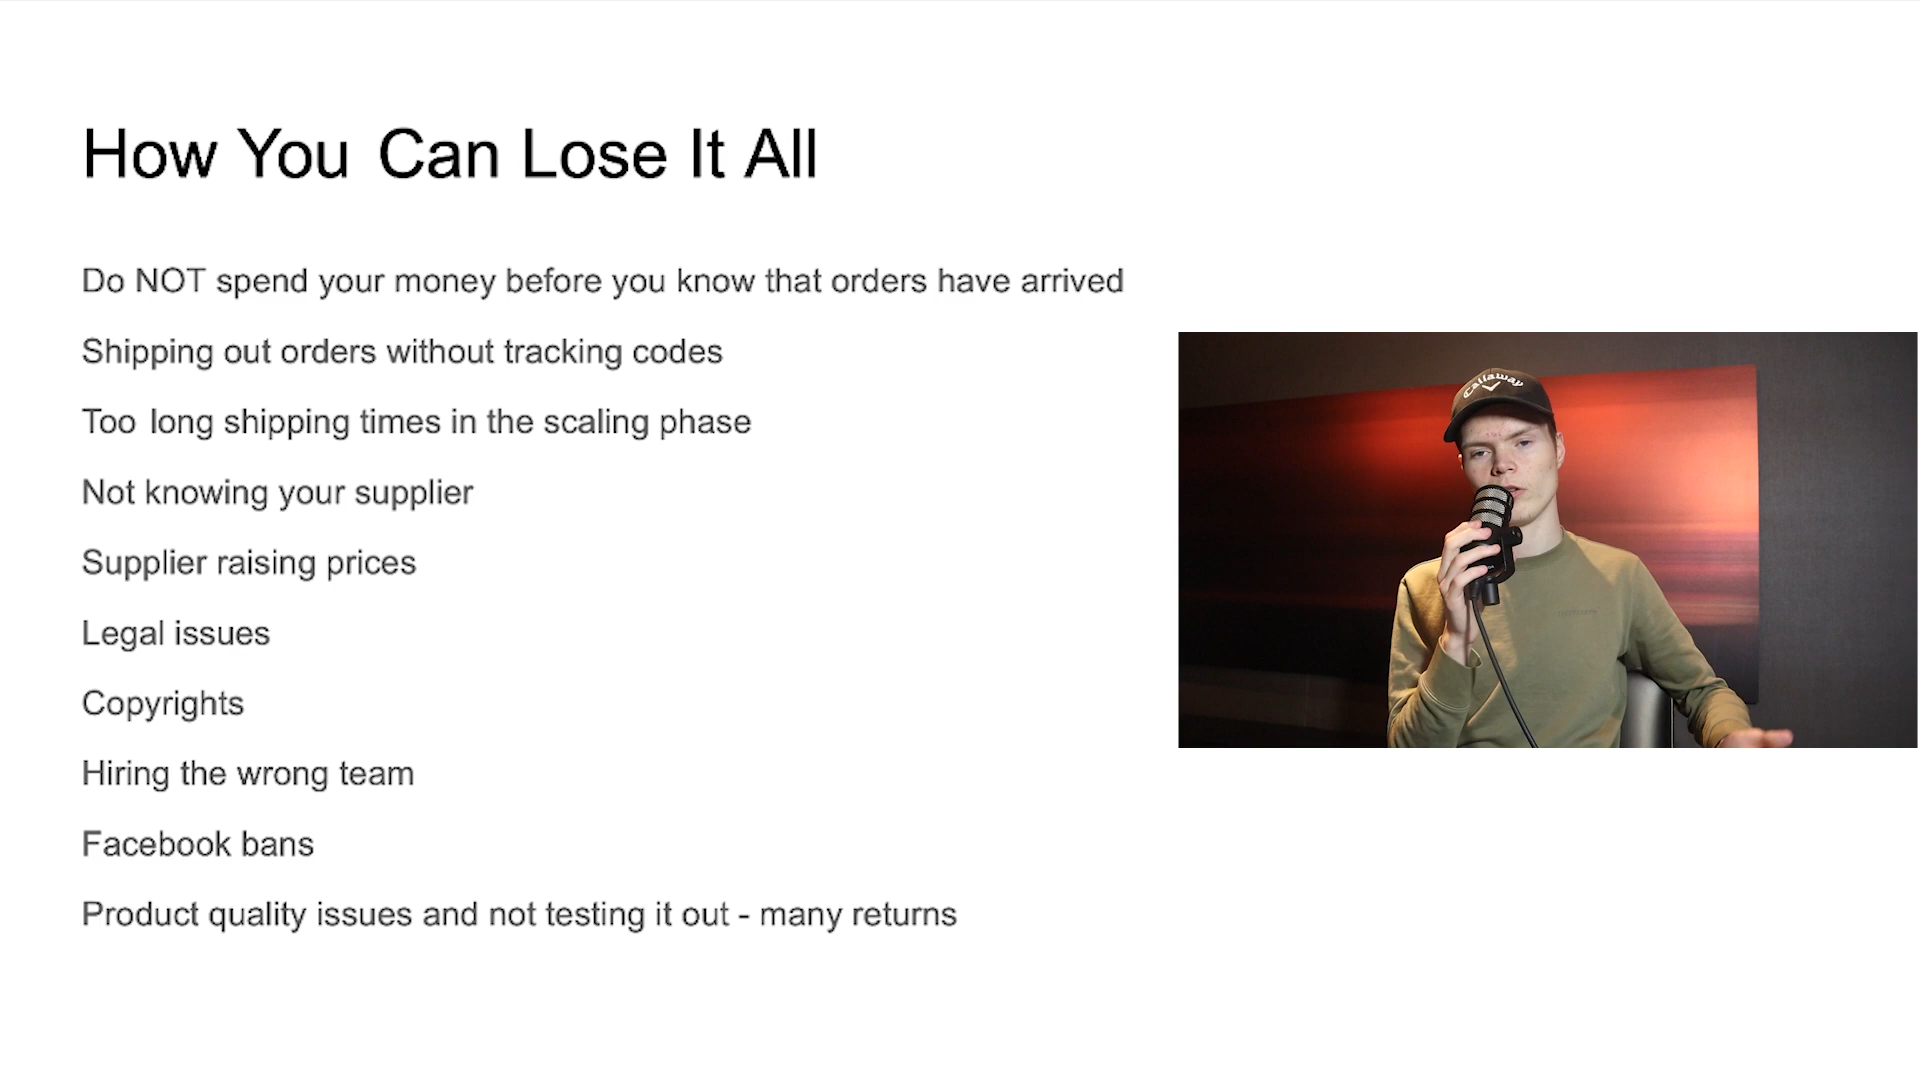 How You Can Lose It All
Do NOT spend your money before you know that orders have arrived
Shipping out orders without tracking codes
Too long shipping times in the scaling phase
Not knowing your supplier
Supplier raising prices
Legal issues
Copyrights
Hiring the wrong team
Facebook bans
Product quality issues and not testing it out - many returns
Callaway